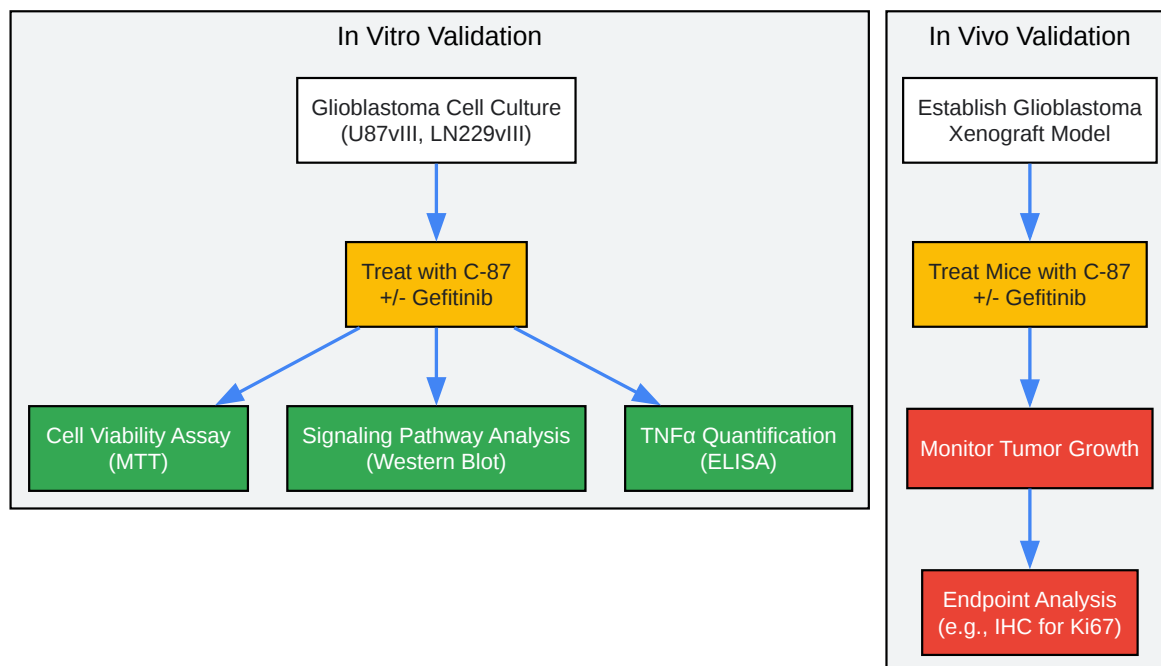 In Vitro Validation
Glioblastoma Cell Culture
(U87vIII, LN229vIII)
Treat with C-87
+/- Gefitinib
Cell Viability Assay
(MTT)
Signaling Pathway Analysis
(Western Blot)
TNFα Quantification
(ELISA)
In Vivo Validation
Establish Glioblastoma
Xenograft Model
Treat Mice with C-87
+/- Gefitinib
Monitor Tumor Growth
Endpoint Analysis
(e.g., IHC for Ki67)